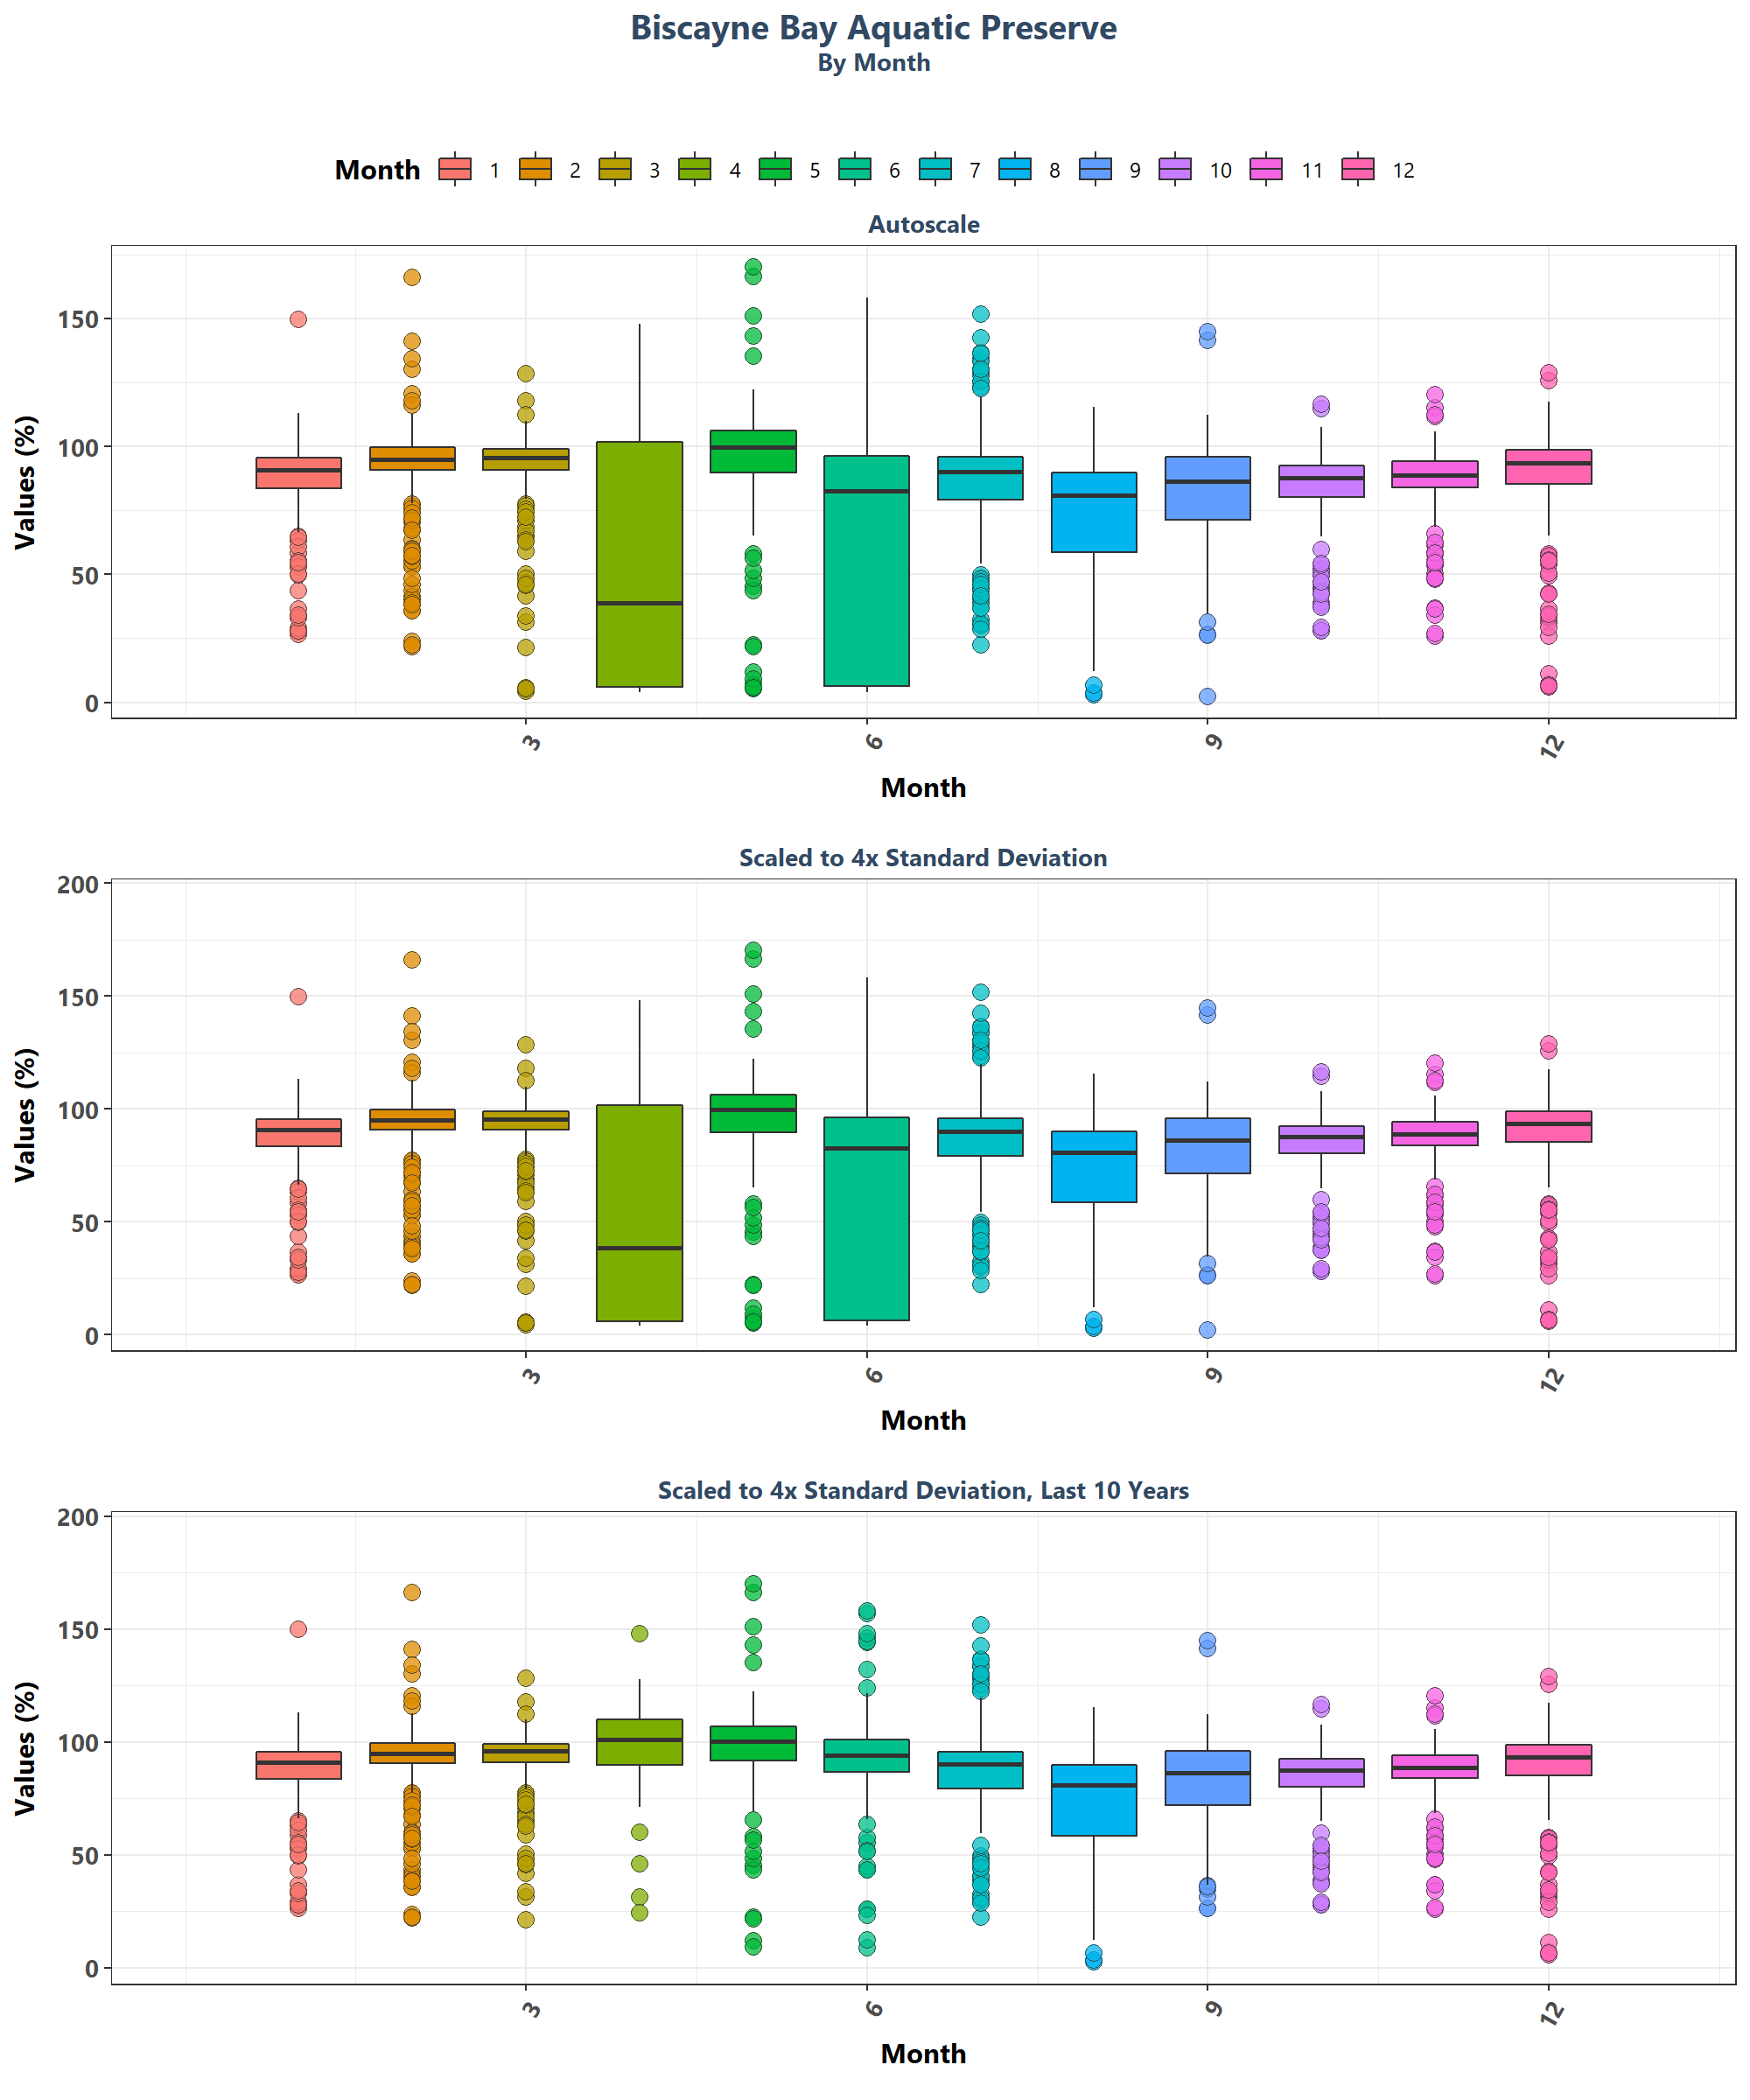 Biscayne Bay Aquatic Preserve
By Month
Month 1 2 3 4 5 6 7 8 9 10 11 12
Autoscale
150
100
50
0
Values (%)
3 6 9 12
Month
Scaled to 4x Standard Deviation
200
150
100
50
0
Values (%)
3 6 9 12
Month
Scaled to 4x Standard Deviation, Last 10 Years
200
150
100
50
0
Values (%)
3 6 9 12
Month